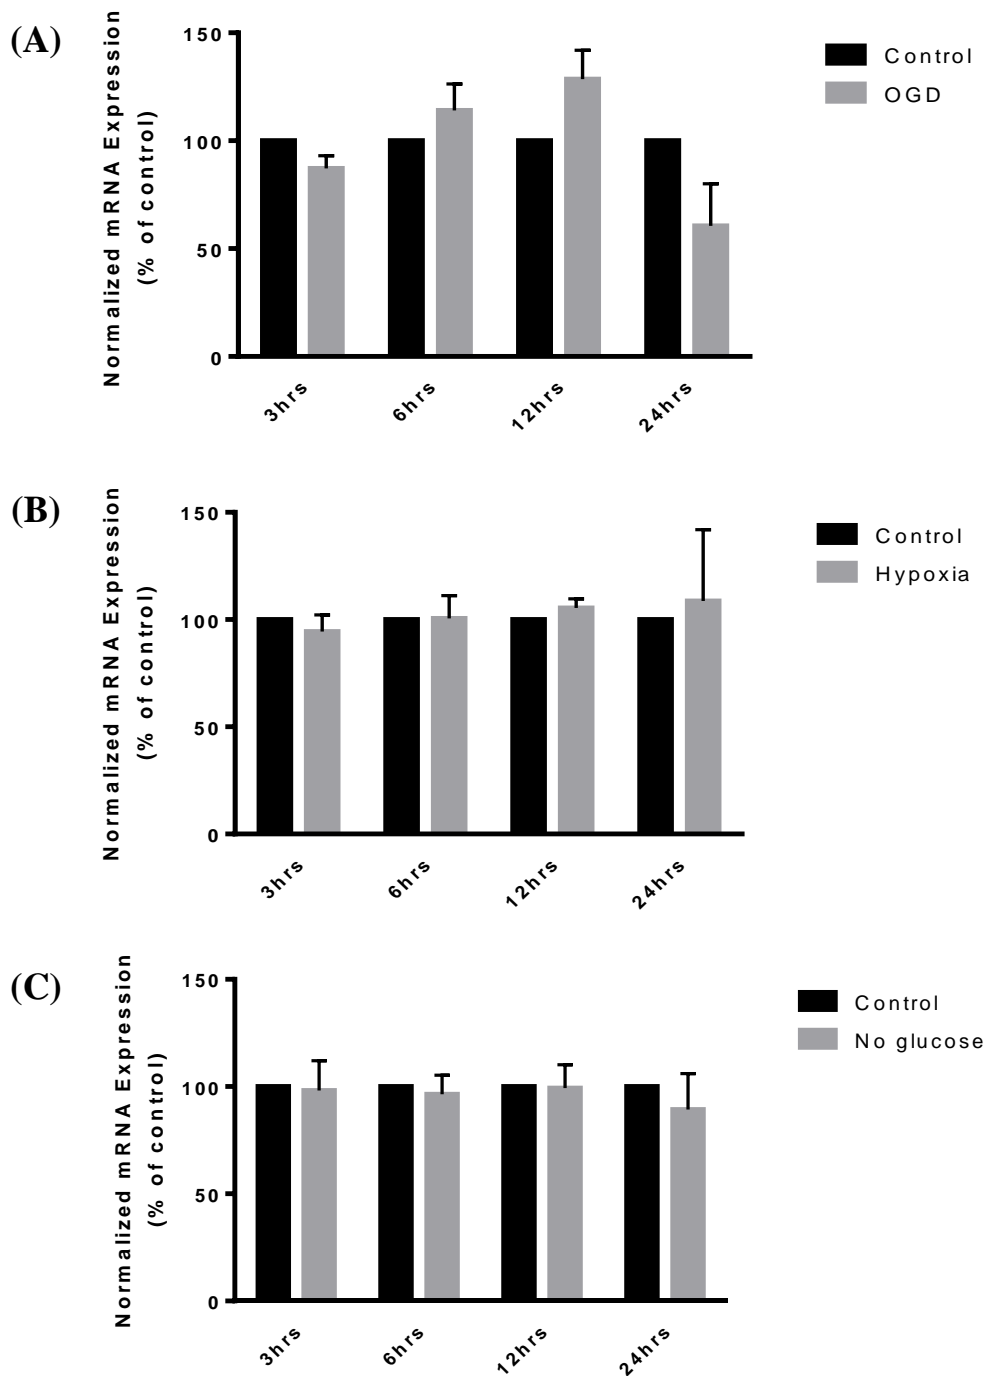 (A)
Normalized mRNA Expression
(% of control)
150
100
50
0
3hrs
6hrs
12hrs
24hrs
Control
OGD
(B)
Normalized mRNA Expression
(% of control)
150
100
50
0
3hrs
6hrs
12hrs
24hrs
Control
Hypoxia
(C)
Normalized mRNA Expression
(% of control)
150
100
50
0
3hrs
6hrs
12hrs
24hrs
Control
No glucose